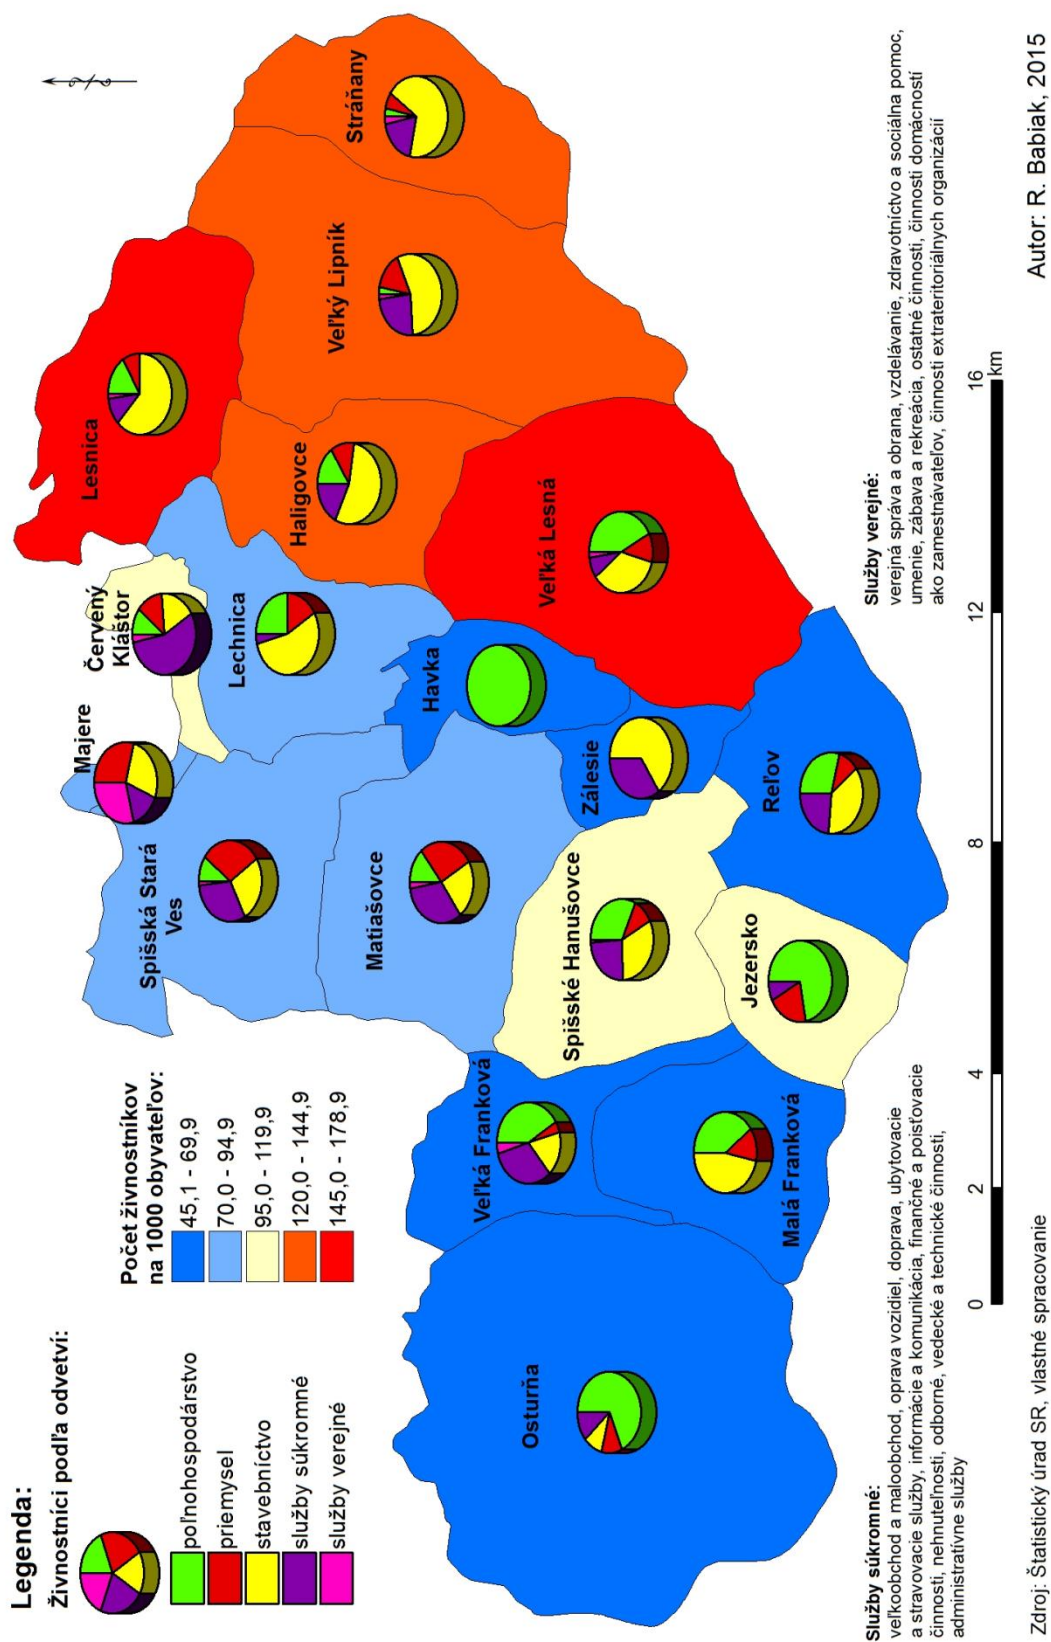 Legenda:
Živnostníci podľa odvetví:
poľnohospodárstvo
priemysel
stavebníctvo
služby súkromné
služby verejné
Počet živnostníkov
na 1000 obyvateľov:
45,1 - 69,9
70,0 - 94,9
95,0 - 119,9
120,0 - 144,9
145,0 - 178,9
Osturňa
Veľká Franková
Malá Franková
Spišská Stará
Ves
Matiašovce
Spišské Hanušovce
Jezersko
Majere
Červený
Kláštor
Lechnica
Havka
Zálesie
Reľov
Lesnica
Haligovce
Veľká Lesná
Veľký Lipník
Stráňany
Služby súkromné:
veľkoobchod a maloobchod, oprava vozidiel, doprava, ubytovacie
a stravovacie služby, informácie a komunikácia, finančné a poisťovacie
činnosti, nehnuteľnosti, odborné, vedecké a technické činnosti,
administratívne služby
0 2 4 8 12 16
km
Služby verejné:
verejná správa a obrana, vzdelávanie, zdravotníctvo a sociálna pomoc,
umenie, zábava a rekreácia, ostatné činnosti, činnosti domácností
ako zamestnávateľov, činnosti extrateritoriálnych organizácií
Zdroj: Štatistický úrad SR, vlastné spracovanie
Autor: R. Babiak, 2015